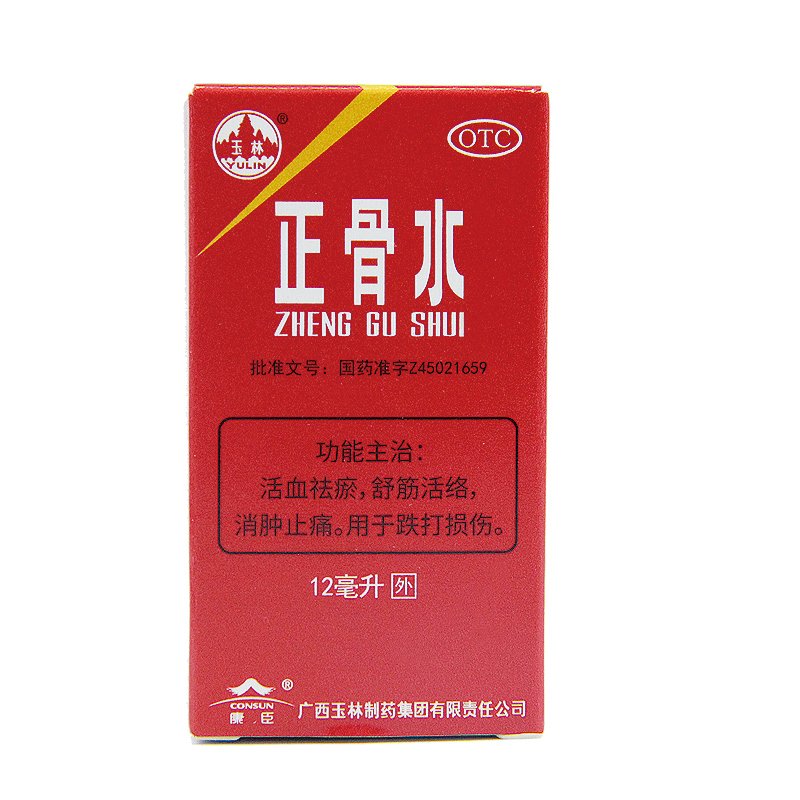 玉林
YULIN
®
OTC
正骨水
ZHENG GU SHUI
批准文号：国药准字Z45021659
功能主治：
活血祛瘀，舒筋活络，
消肿止痛。用于跌打损伤。
12毫升 外
®
CONSUN
康臣
广西玉林制药集团有限责任公司